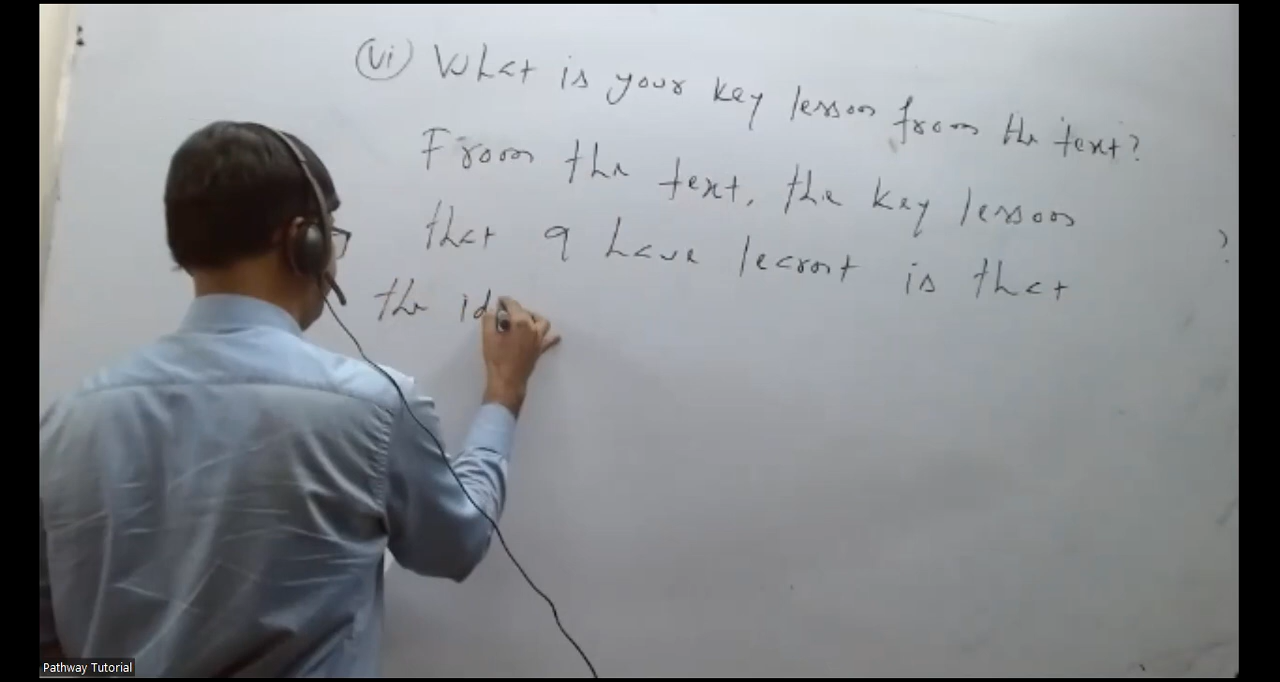 (vi) What is your key lesson from the text?
From the text, the key lesson
that I have learnt is that
the id
Pathway Tutorial